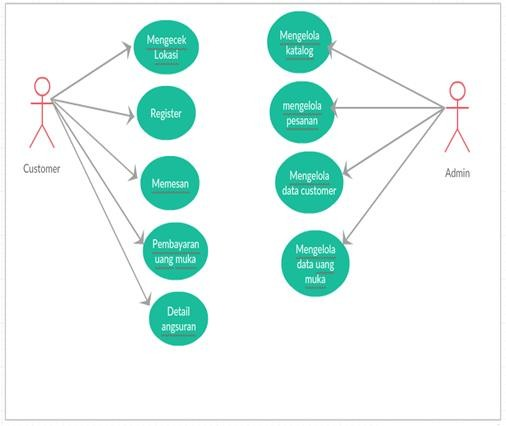 Mengecek
Lokasi
Register
Memesan
Pembayaran
uang muka
Detail
angsuran
Customer
Mengelola
katalog
mengelola
pesanan
Mengelola
data customer
Mengelola
data uang
muka
Admin